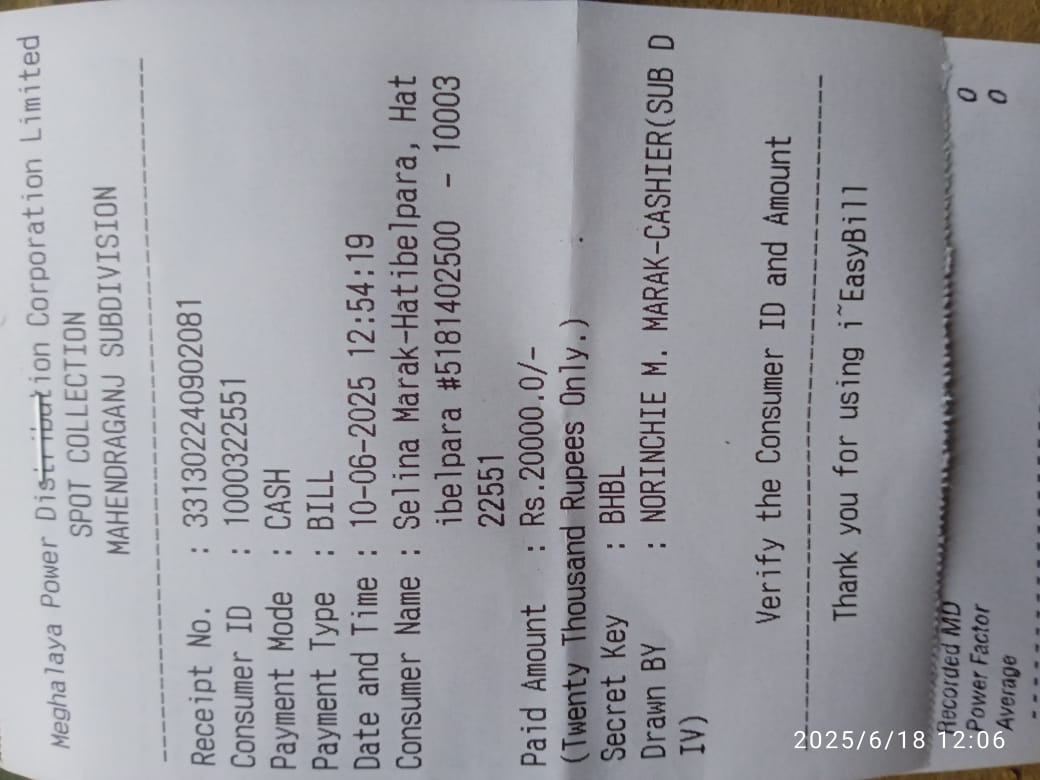 Meghalaya Power Distribution Corporation Limited
SPOT COLLECTION
MAHENDRAGANJ SUBDIVISION
Receipt No. : 3313022409020​81
Consumer ID : 1000322551
Payment Mode : CASH
Payment Type : BILL
Date and Time : 10-06-2025 12:54:19
Consumer Name : Selina Marak-Hatibelpara, Hat
ibelpara #5181402500 - 10003
22551
Paid Amount : Rs.20000.0/-
(Twenty Thousand Rupees Only.)
Secret Key : BHBL
Drawn BY : NORINCHIE M. MARAK-CASHIER(SUB D
IV)
Verify the Consumer ID and Amount
Thank you for using i~EasyBill
Recorded MD 0
Power Factor 0
Average
2025/6/18 12:06